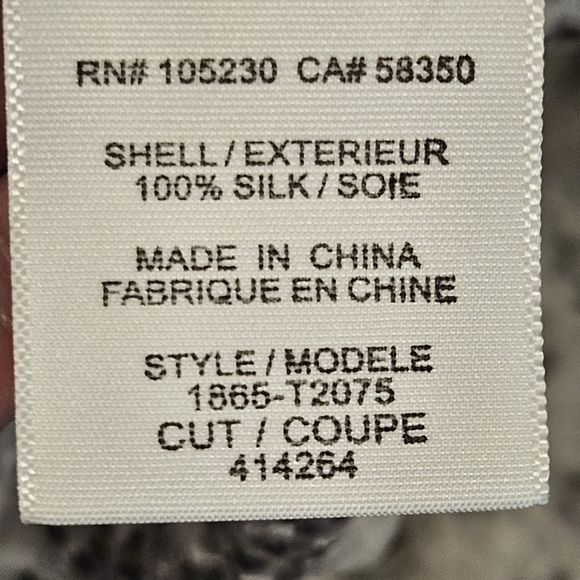 RN# 105230 CA# 58350
SHELL / EXTERIEUR
100% SILK / SOIE
MADE IN CHINA
FABRIQUE EN CHINE
STYLE / MODELE
1865-T2075
CUT / COUPE
414264